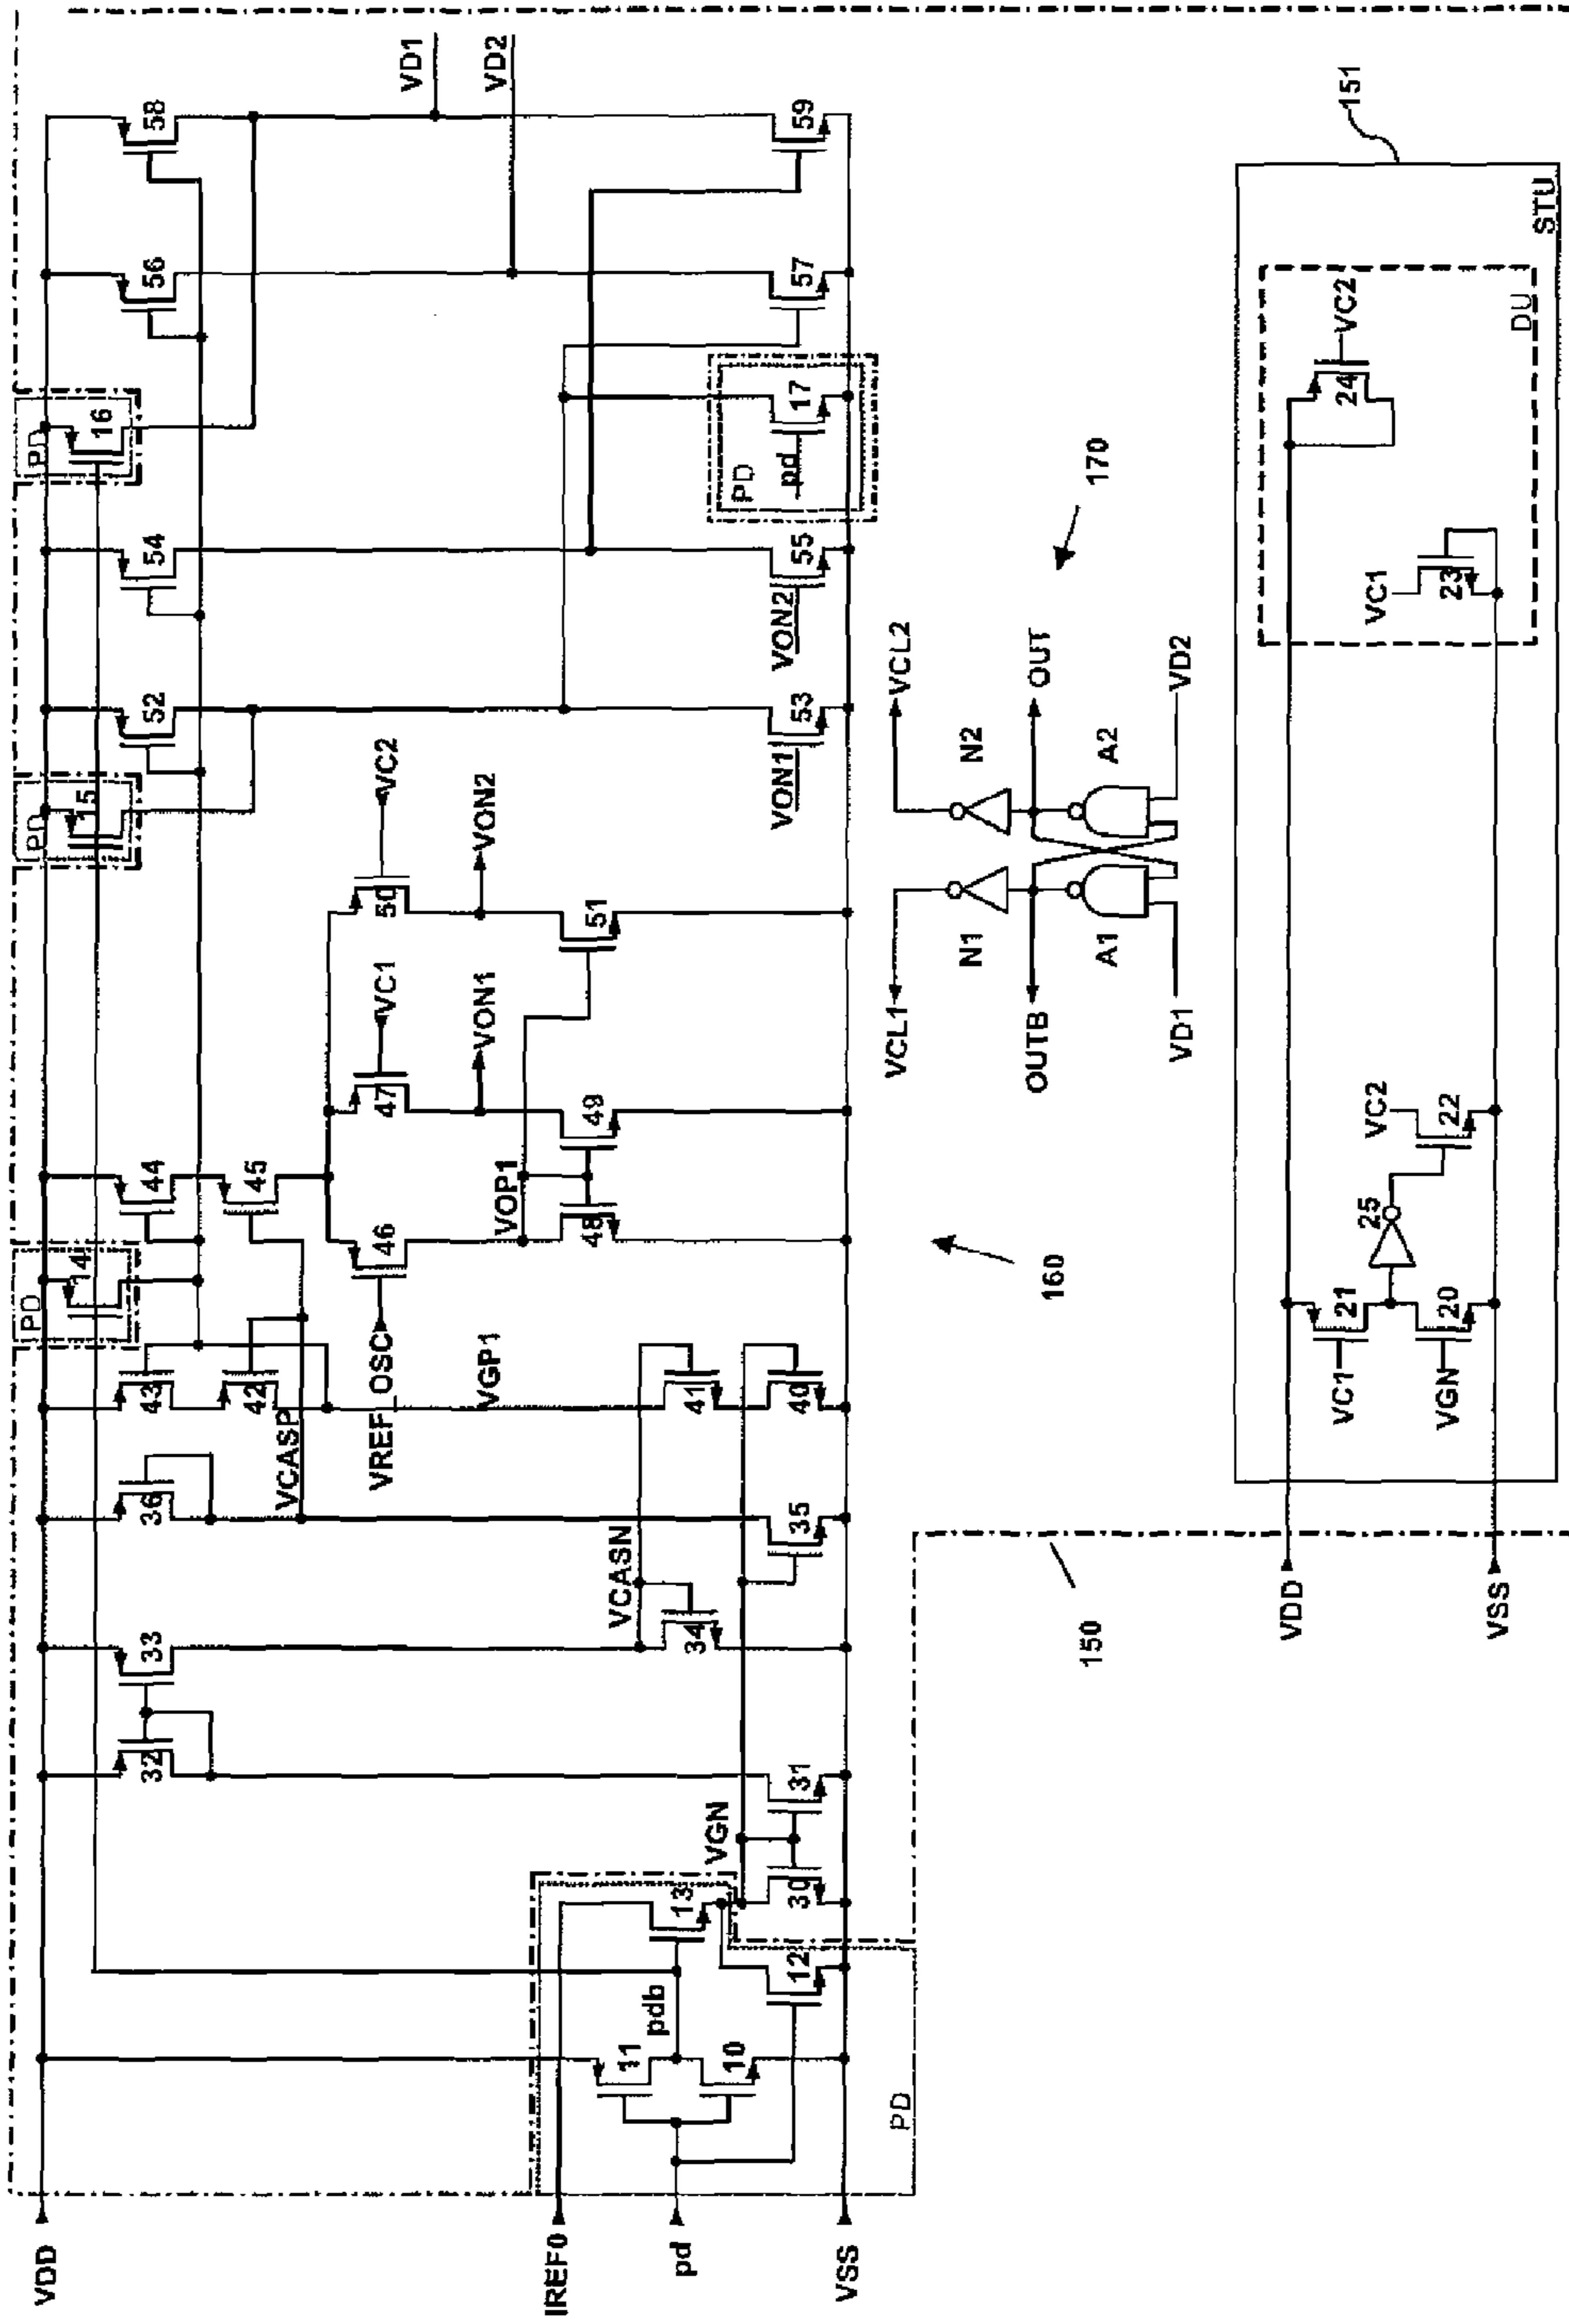 VDD
IREF0
pd
VSS
PD
11
10
pdb
12
13
30
VGN
31
32
33
VCASN
34
36
35
VCASP
43
42
VGP1
41
40
PD
14
44
45
VREF_OSC
46
VOP1
48
49
47
VC1
VON1
50
VC2
VON2
51
PD
15
52
VON1
53
54
VON2
55
PD
16
PD
pd
17
56
57
58
59
VD1
VD2
160
150
VCL1
N1
OUTB
A1
VD1
VCL2
N2
OUT
A2
VD2
170
VDD
VSS
VC1
21
VGN
20
25
VC2
22
VC1
23
24
VC2
DU
STU
151